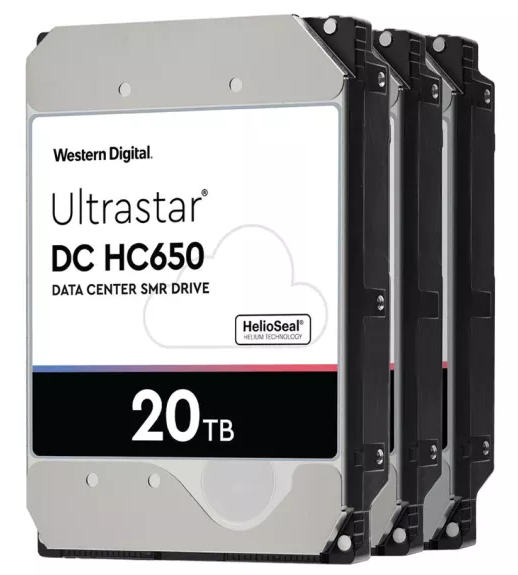 Western Digital.
Ultrastar®
DC HC650
DATA CENTER SMR DRIVE
HelioSeal®
HELIUM TECHNOLOGY
20TB